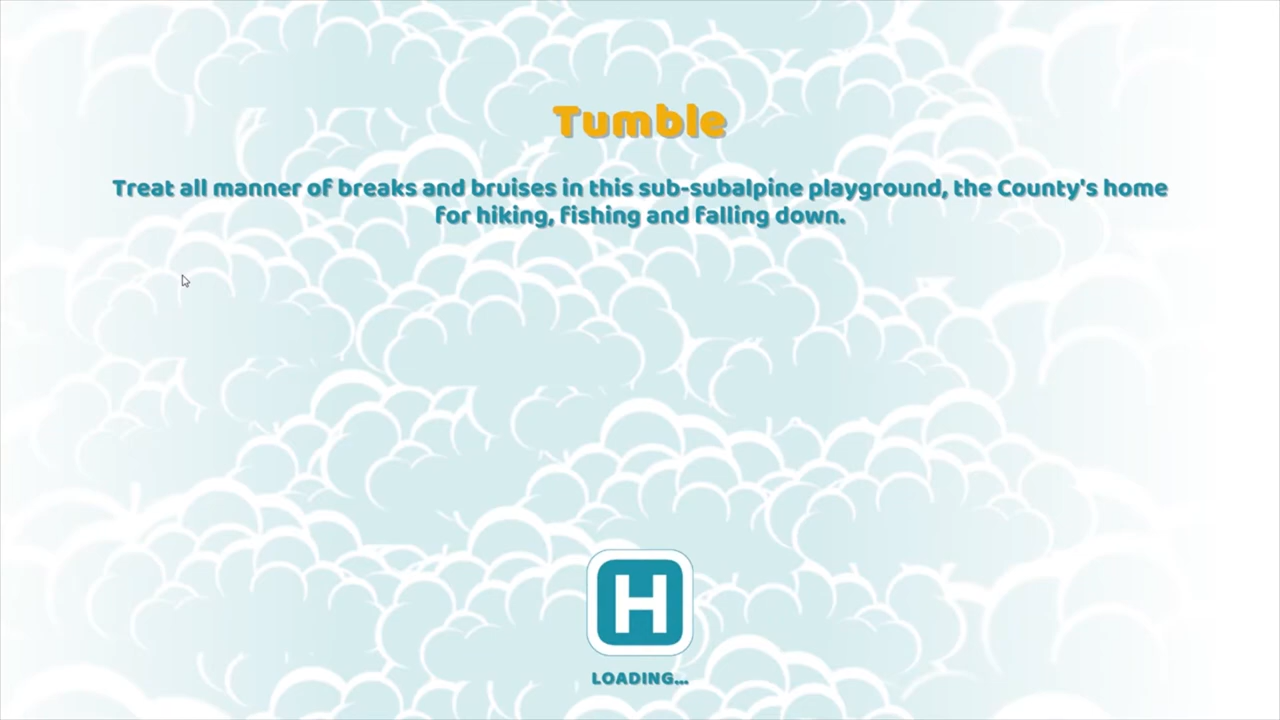 Tumble
Treat all manner of breaks and bruises in this sub-subalpine playground, the County's home
for hiking, fishing and falling down.
H
LOADING...